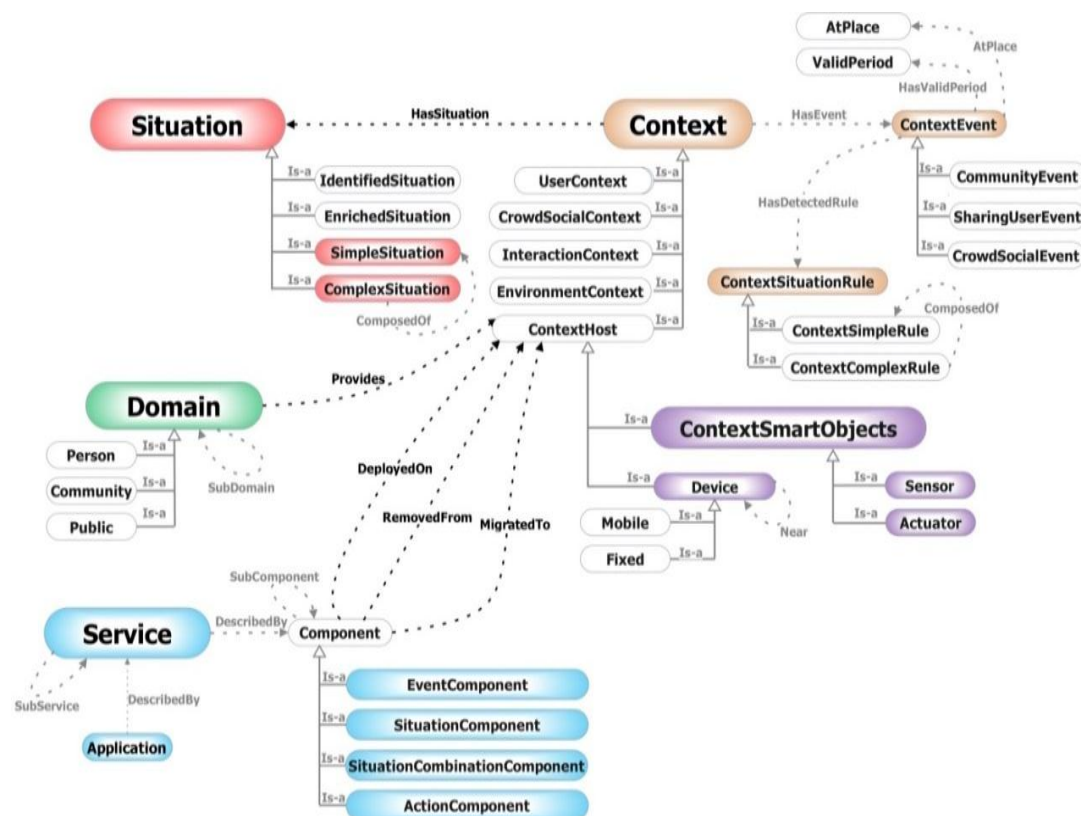 AtPlace
AtPlace
ValidPeriod
HasValidPeriod
Situation
HasSituation
Context
HasEvent
ContextEvent
Is-a
IdentifiedSituation
Is-a
EnrichedSituation
Is-a
SimpleSituation
Is-a
ComplexSituation
ComposedOf
UserContext
Is-a
CrowdSocialContext
Is-a
InteractionContext
Is-a
EnvironmentContext
Is-a
ContextHost
Is-a
Is-a
CommunityEvent
Is-a
SharingUserEvent
Is-a
CrowdSocialEvent
HasDetectedRule
ContextSituationRule
ComposedOf
Is-a
ContextSimpleRule
Is-a
ContextComplexRule
Provides
Domain
Person
Is-a
Community
Is-a
Public
Is-a
SubDomain
DeployedOn
RemovedFrom
MigratedTo
Is-a
ContextSmartObjects
Is-a
Device
Near
Mobile
Is-a
Fixed
Is-a
Is-a
Sensor
Is-a
Actuator
SubComponent
Service
DescribedBy
Component
SubService
DescribedBy
Application
Is-a
EventComponent
Is-a
SituationComponent
Is-a
SituationCombinationComponent
Is-a
ActionComponent